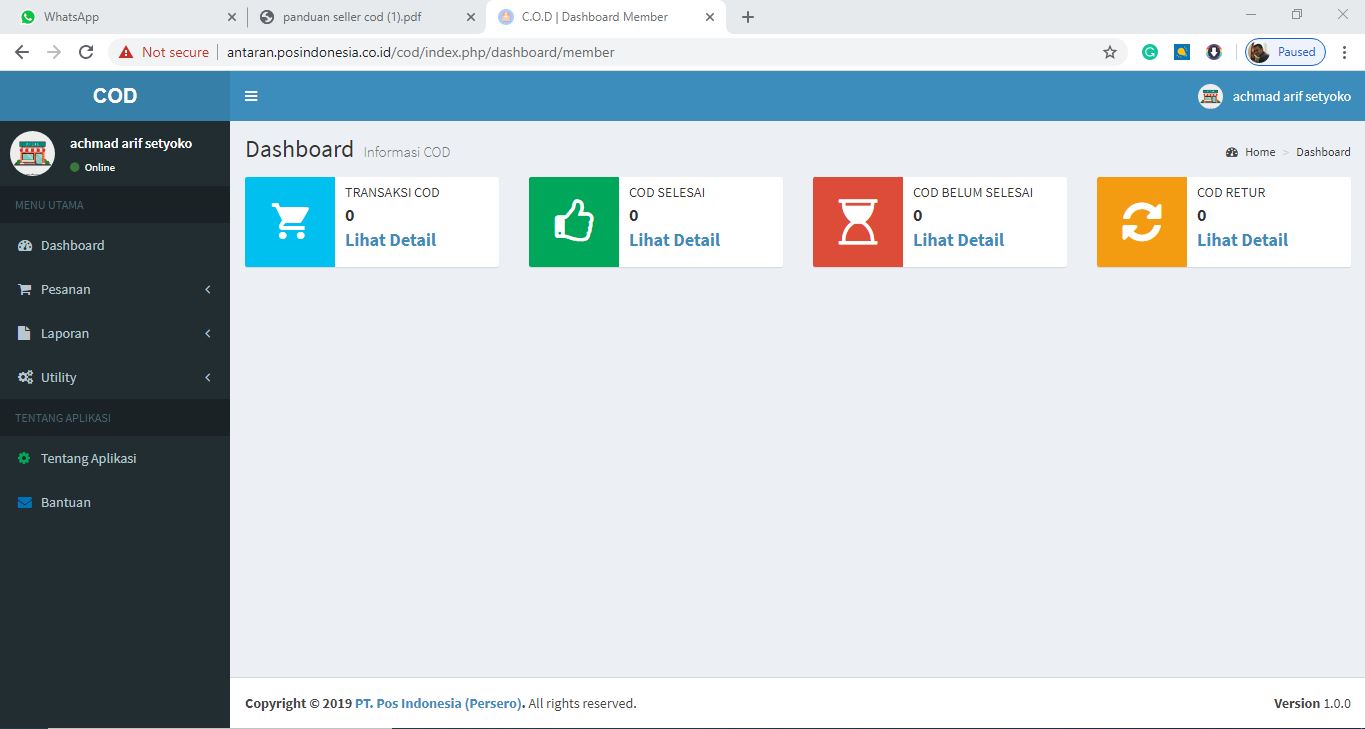 WhatsApp
panduan seller cod (1).pdf
C.O.D | Dashboard Member
Not secure
antaran.posindonesia.co.id/cod/index.php/dashboard/member
Paused
COD
achmad arif setyoko
achmad arif setyoko
Online
Dashboard Informasi COD
Home > Dashboard
MENU UTAMA
Dashboard
Pesanan
Laporan
Utility
TENTANG APLIKASI
Tentang Aplikasi
Bantuan
TRANSAKSI COD
0
Lihat Detail
COD SELESAI
0
Lihat Detail
COD BELUM SELESAI
0
Lihat Detail
COD RETUR
0
Lihat Detail
Copyright © 2019 PT. Pos Indonesia (Persero). All rights reserved.
Version 1.0.0